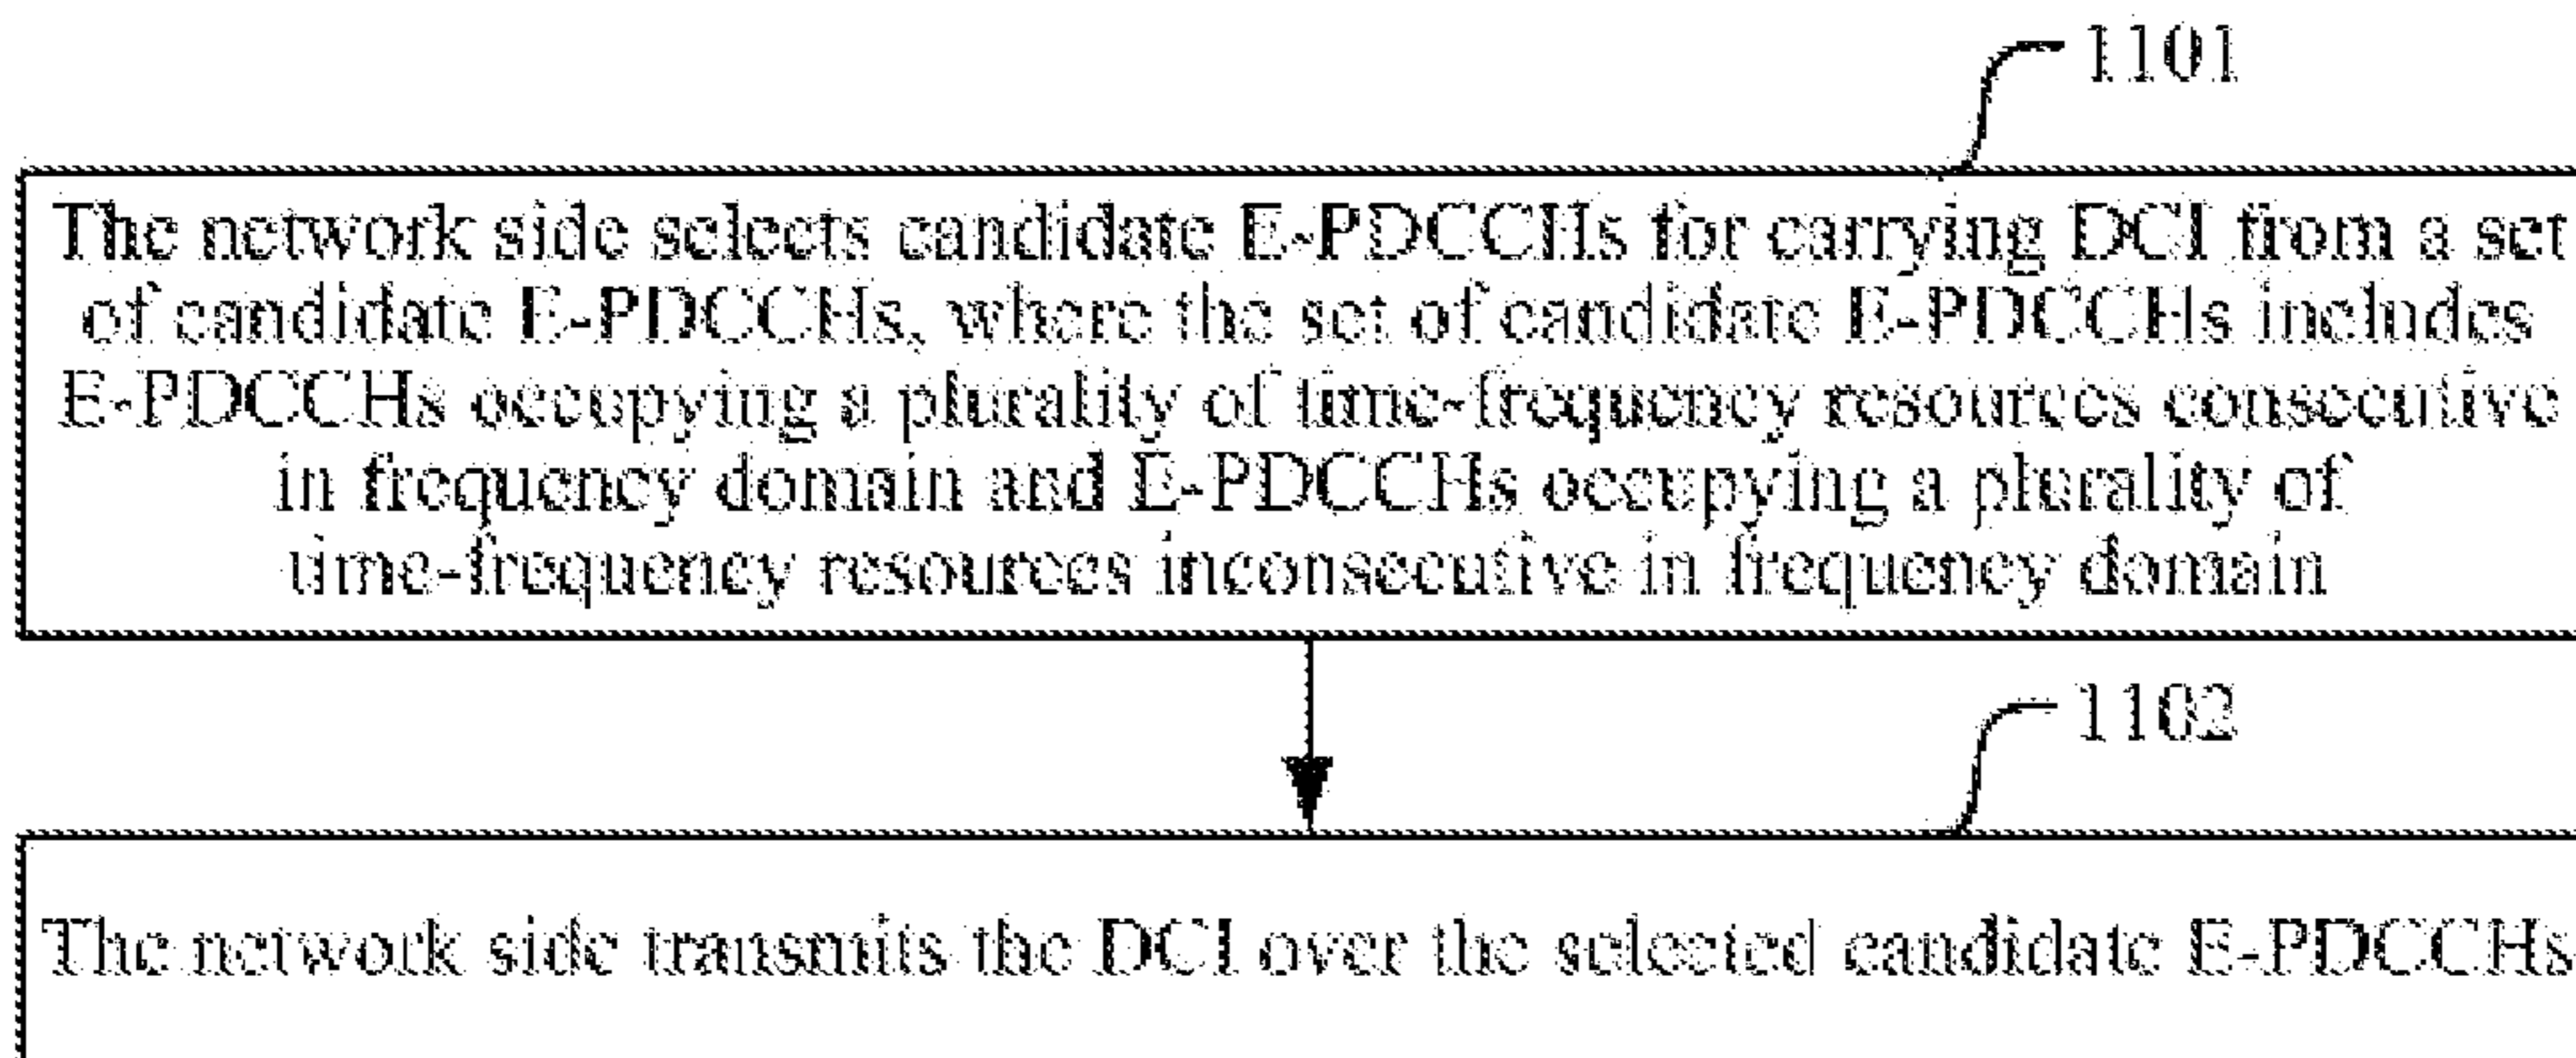 1101
The network side selects candidate E-PDCCHs for carrying DCI from a set
of candidate E-PDCCHs, where the set of candidate E-PDCCHs includes
E-PDCCHs occupying a plurality of time-frequency resources consecutive
in frequency domain and E-PDCCHs occupying a plurality of
time-frequency resources inconsecutive in frequency domain
1102
The network side transmits the DCI over the selected candidate E-PDCCHs